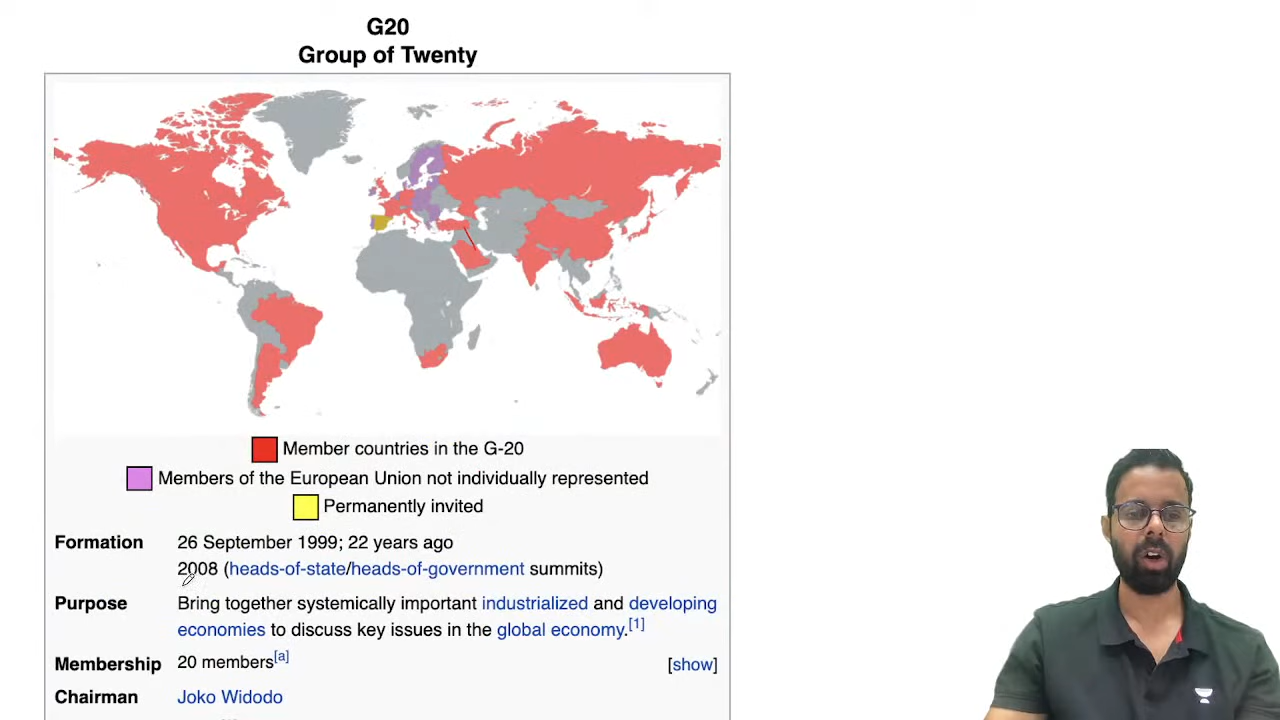 G20
Group of Twenty
Member countries in the G-20
Members of the European Union not individually represented
Permanently invited
Formation 26 September 1999; 22 years ago
2008 (heads-of-state/heads-of-government summits)
Purpose Bring together systemically important industrialized and developing
economies to discuss key issues in the global economy.[1]
Membership 20 members[a] [show]
Chairman Joko Widodo